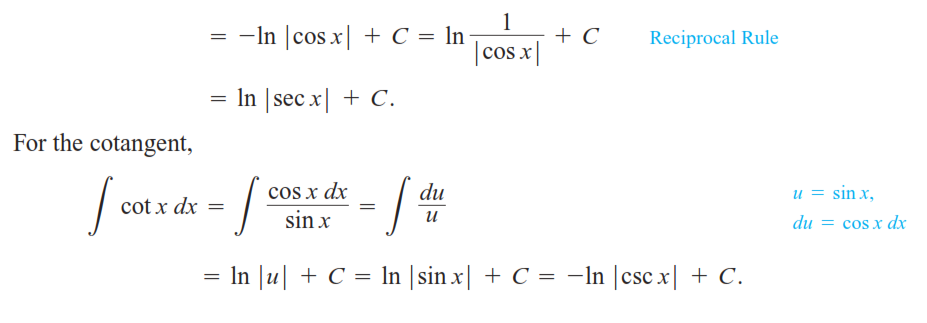 = −ln |cos x| + C = ln 1/|cos x| + C Reciprocal Rule
= ln |sec x| + C.
For the cotangent,
∫ cot x dx = ∫ cos x dx/sin x = ∫ du/u u = sin x,
du = cos x dx
= ln |u| + C = ln |sin x| + C = −ln |csc x| + C.